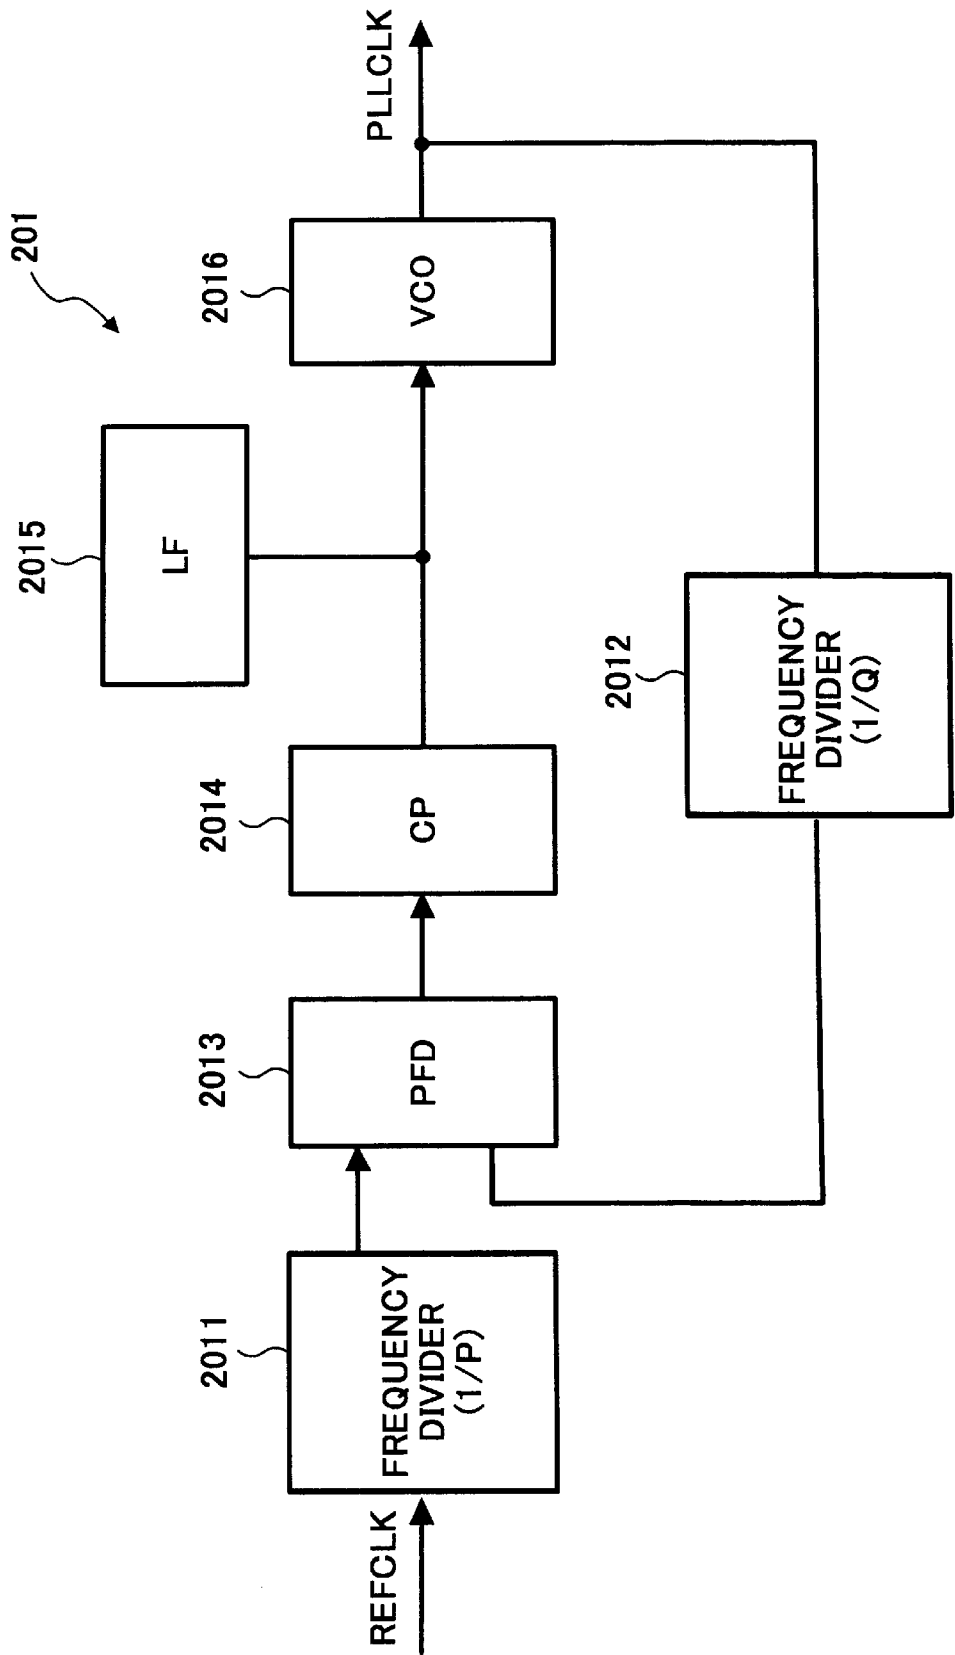 201
2015
LF
2011
2013
2014
2016
REFCLK
FREQUENCY
DIVIDER
(1/P)
PFD
CP
VCO
PLLCLK
2012
FREQUENCY
DIVIDER
(1/Q)